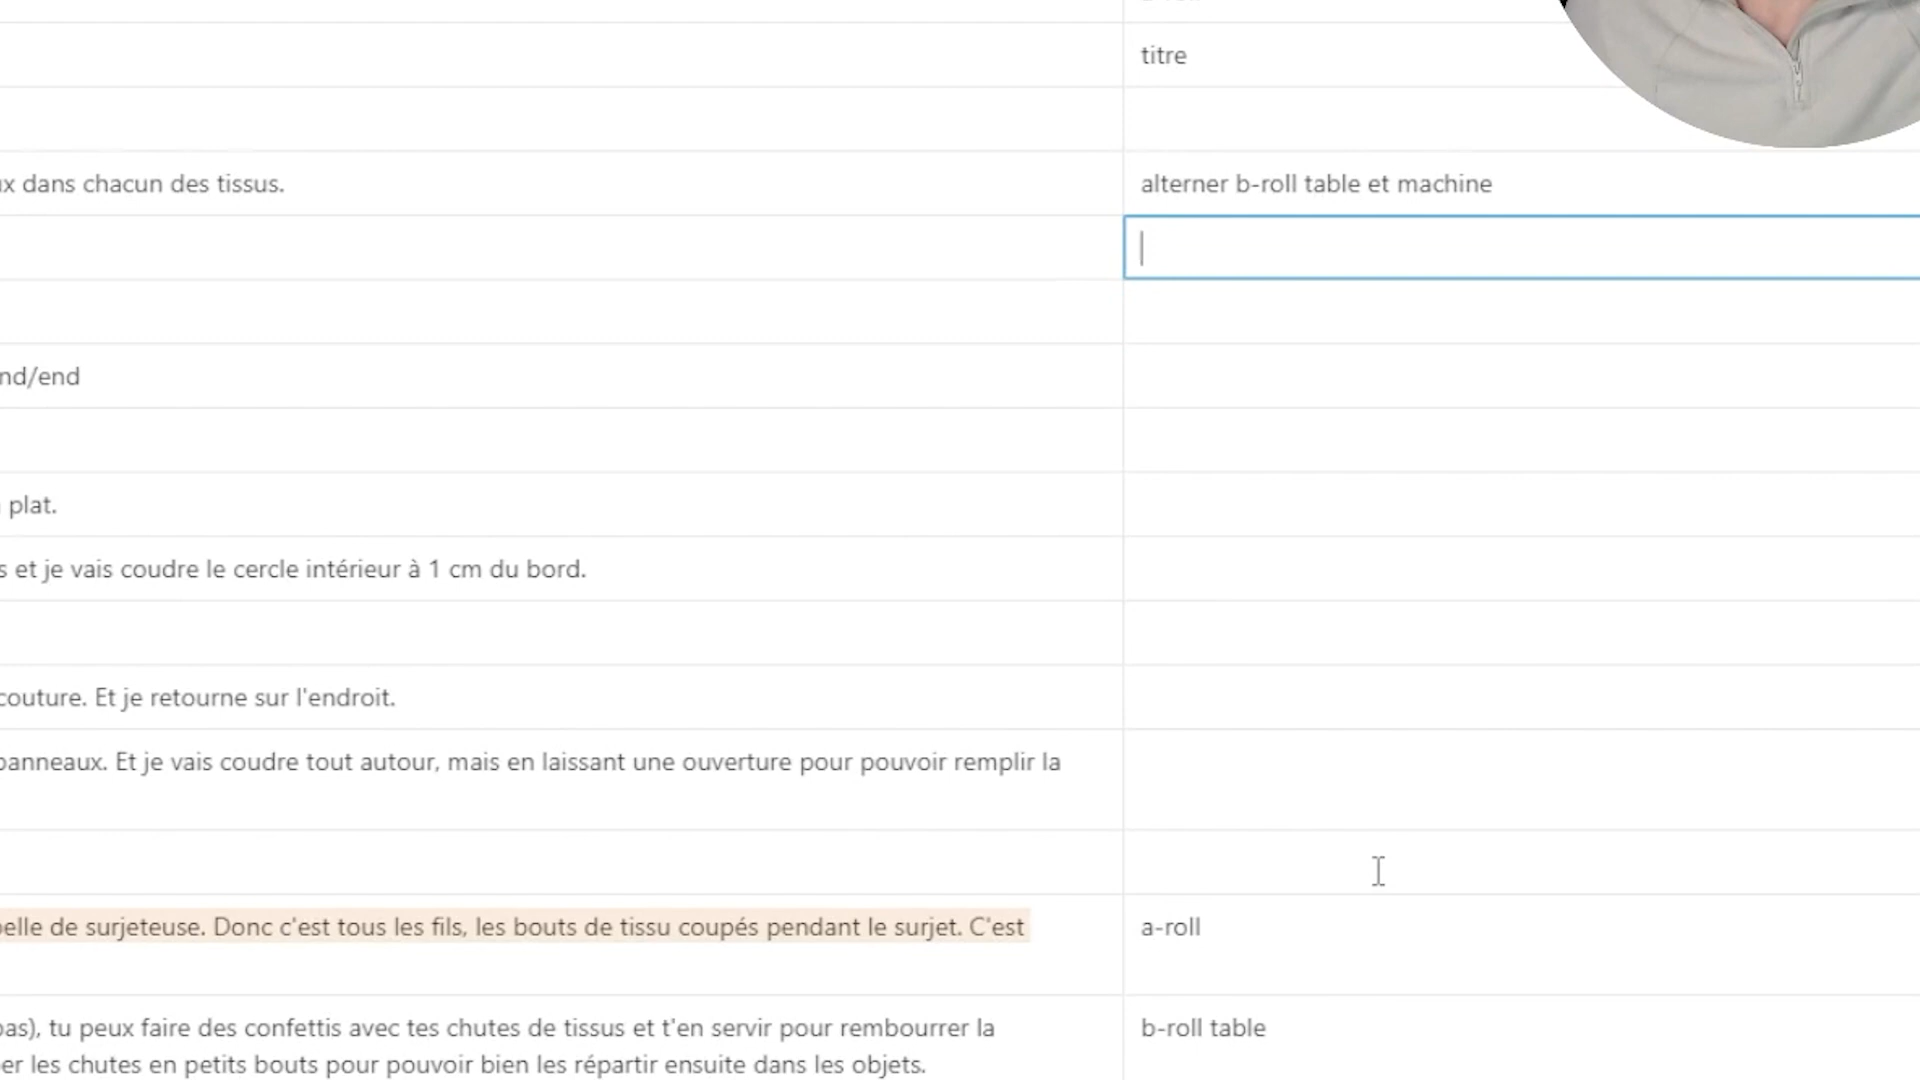 titre
x dans chacun des tissus.
alterner b-roll table et machine
nd/end
plat.
s et je vais coudre le cercle intérieur à 1 cm du bord.
couture. Et je retourne sur l'endroit.
panneaux. Et je vais coudre tout autour, mais en laissant une ouverture pour pouvoir remplir la
elle de surjeteuse. Donc c'est tous les fils, les bouts de tissu coupés pendant le surjet. C'est
a-roll
pas), tu peux faire des confettis avec tes chutes de tissus et t'en servir pour rembourrer la
b-roll table
er les chutes en petits bouts pour pouvoir bien les répartir ensuite dans les objets.